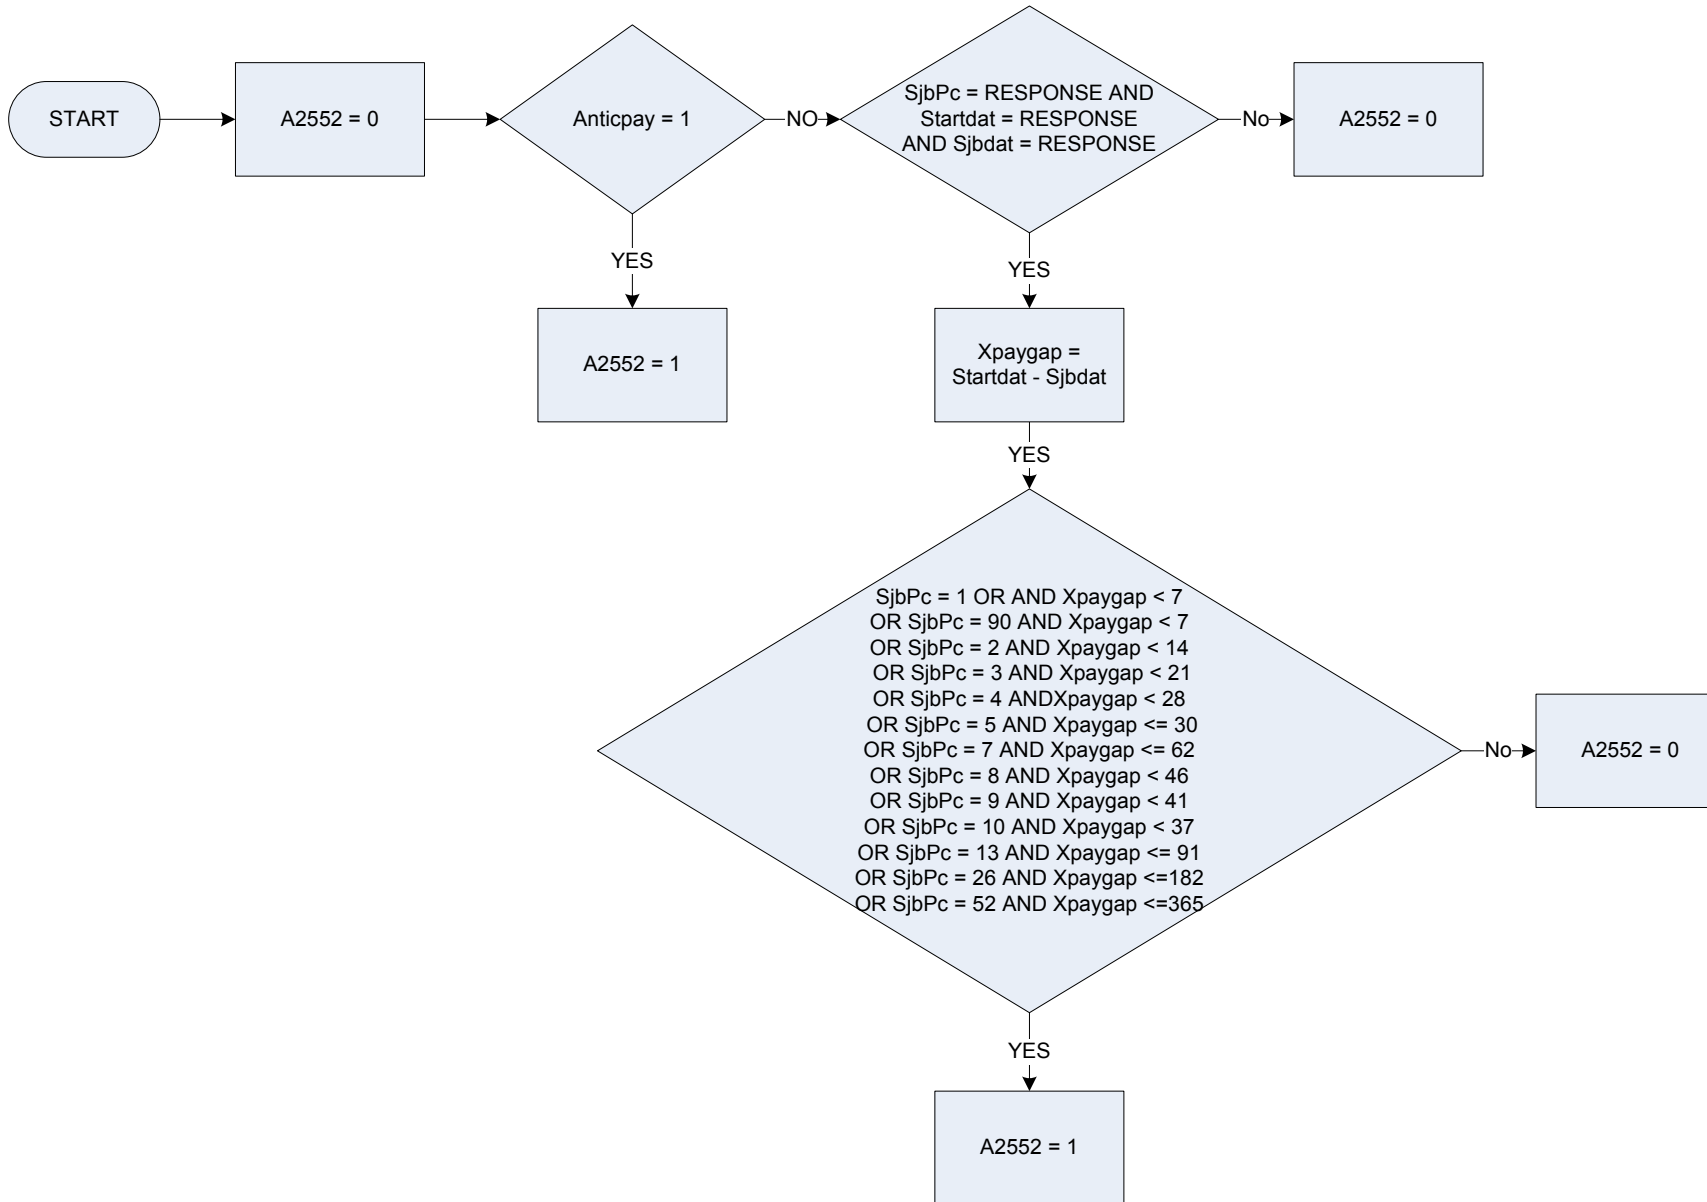 START
A2552 = 0
Anticpay = 1
NO
SjbPc = RESPONSE AND
Startdat = RESPONSE
AND Sjbdat = RESPONSE
No
A2552 = 0
YES
A2552 = 1
YES
Xpaygap =
Startdat - Sjbdat
YES
SjbPc = 1 OR AND Xpaygap < 7
OR SjbPc = 90 AND Xpaygap < 7
OR SjbPc = 2 AND Xpaygap < 14
OR SjbPc = 3 AND Xpaygap < 21
OR SjbPc = 4 ANDXpaygap < 28
OR SjbPc = 5 AND Xpaygap <= 30
OR SjbPc = 7 AND Xpaygap <= 62
OR SjbPc = 8 AND Xpaygap < 46
OR SjbPc = 9 AND Xpaygap < 41
OR SjbPc = 10 AND Xpaygap < 37
OR SjbPc = 13 AND Xpaygap <= 91
OR SjbPc = 26 AND Xpaygap <=182
OR SjbPc = 52 AND Xpaygap <=365
No
A2552 = 0
YES
A2552 = 1